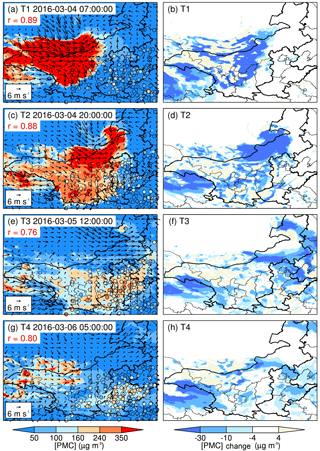 (a) T1 2016-03-04 07:00:00
r = 0.89
6 m s⁻¹
(b) T1
(c) T2 2016-03-04 20:00:00
r = 0.88
6 m s⁻¹
(d) T2
(e) T3 2016-03-05 12:00:00
r = 0.76
6 m s⁻¹
(f) T3
(g) T4 2016-03-06 05:00:00
r = 0.80
6 m s⁻¹
(h) T4
50 160 240 350
[PMC] (μg m⁻³)
-30 -10 -4 4
[PMC] change (μg m⁻³)